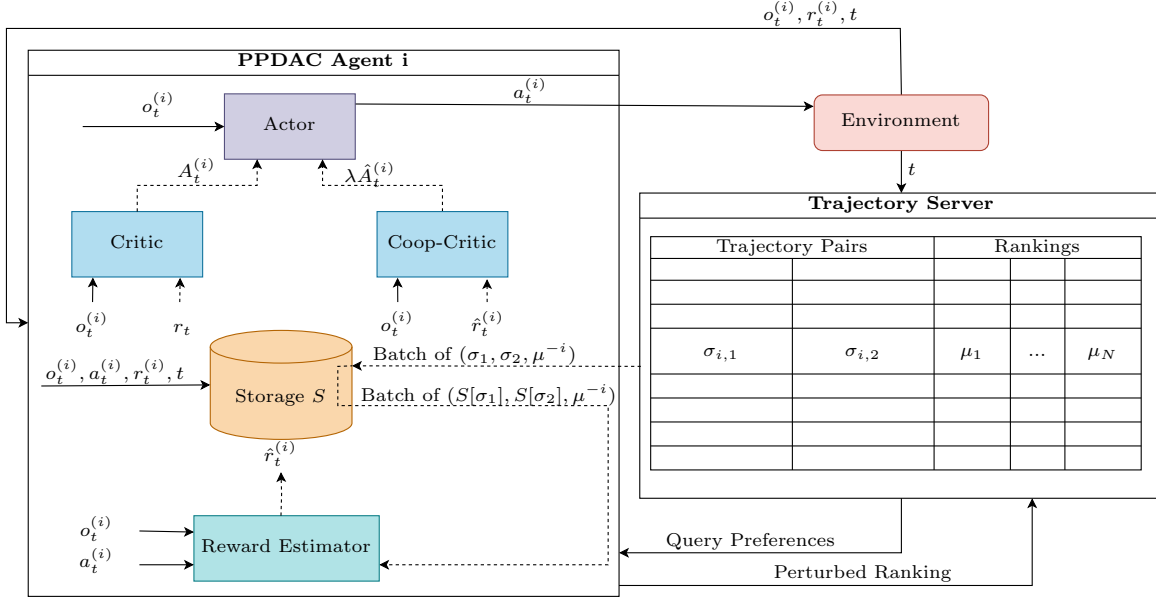 o_t^{(i)}, r_t^{(i)}, t
PPDAC Agent i
o_t^{(i)}
Actor
a_t^{(i)}
Environment
A_t^{(i)}
λÂ_t^{(i)}
t
Critic
Coop-Critic
o_t^{(i)}
r_t
o_t^{(i)}
r̂_t^{(i)}
Trajectory Server
Trajectory Pairs
Rankings
σ_{i,1}
σ_{i,2}
μ_1
...
μ_N
o_t^{(i)}, a_t^{(i)}, r_t^{(i)}, t
Storage S
Batch of (σ_1, σ_2, μ^{-i})
Batch of (S[σ_1], S[σ_2], μ^{-i})
r̂_t^{(i)}
o_t^{(i)}
a_t^{(i)}
Reward Estimator
Query Preferences
Perturbed Ranking